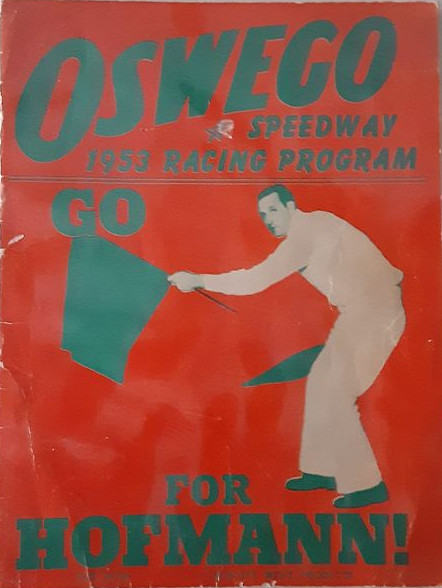 OSWEGO
SPEEDWAY
1953 RACING PROGRAM
GO
FOR
HOFMANN!